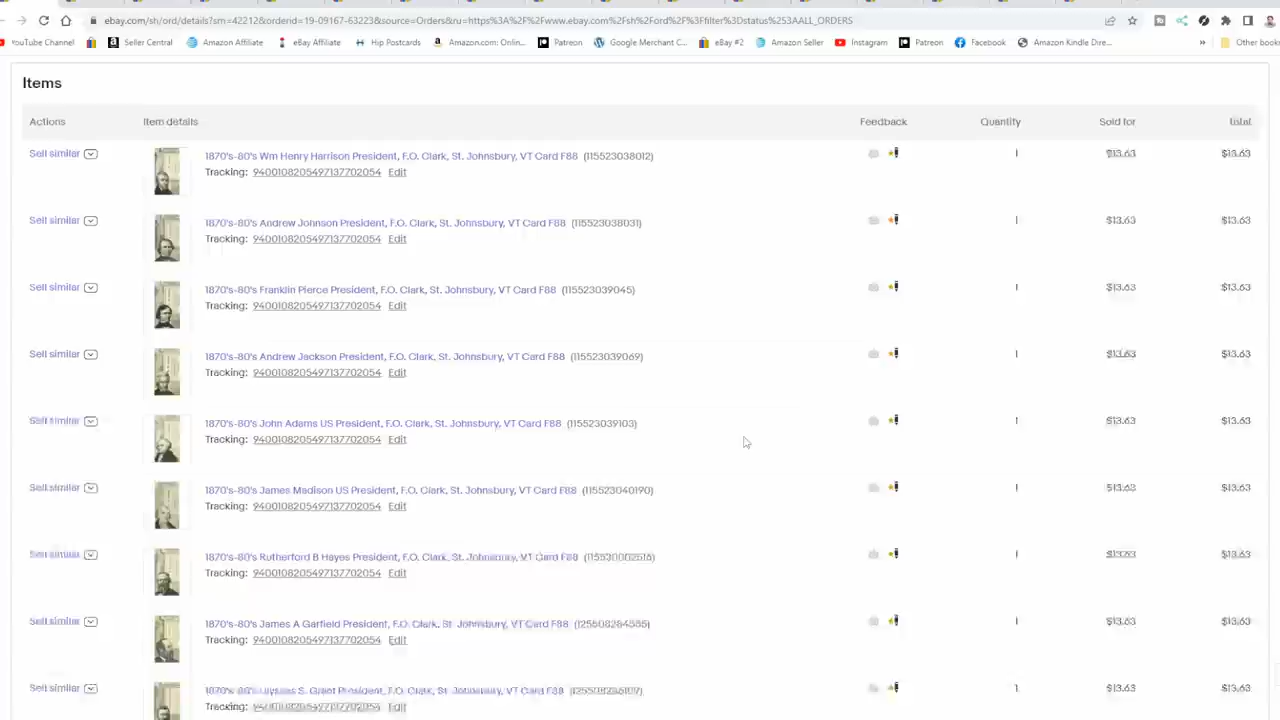 ebay.com/sh/ord/details?sm=42212&orderid=19-09167-63223&source=Orders&ru=https%3A%2F%2Fwww.ebay.com%2Fsh%2Ford%2F%3Ffilter%3Dstatus%253AALL_ORDERS
YouTube Channel Seller Central Amazon Affiliate eBay Affiliate Hip Postcards Amazon.com: Onlin... Patreon Google Merchant C... eBay #2 Amazon Seller Instagram Patreon Facebook Amazon Kindle Dire... » Other book
Items
Actions Item details Feedback Quantity Sold for total
Sell similar 1870's-80's Wm Henry Harrison President, F.O. Clark, St. Johnsbury, VT Card F88 (115523038012) 1 $13.63 $13.63
Tracking: 9400108205497137702054 Edit
Sell similar 1870's-80's Andrew Johnson President, F.O. Clark, St. Johnsbury, VT Card F88 (115523038031) 1 $13.63 $13.63
Tracking: 9400108205497137702054 Edit
Sell similar 1870's-80's Franklin Pierce President, F.O. Clark, St. Johnsbury, VT Card F88 (115523039045) 1 $13.63 $13.63
Tracking: 9400108205497137702054 Edit
Sell similar 1870's-80's Andrew Jackson President, F.O. Clark, St. Johnsbury, VT Card F88 (115523039069) 1 $13.63 $13.63
Tracking: 9400108205497137702054 Edit
Sell similar 1870's-80's John Adams US President, F.O. Clark, St. Johnsbury, VT Card F88 (115523039103) 1 $13.63 $13.63
Tracking: 9400108205497137702054 Edit
Sell similar 1870's-80's James Madison US President, F.O. Clark, St. Johnsbury, VT Card F88 (115523040190) 1 $13.63 $13.63
Tracking: 9400108205497137702054 Edit
Sell similar 1870's-80's Rutherford B Hayes President, F.O. Clark, St. Johnsbury, VT Card F88 1 $13.63 $13.63
Tracking: 9400108205497137702054 Edit
Sell similar 1870's-80's James A Garfield President, F.O. Clark, St. Johnsbury, VT Card F88 1 $13.63 $13.63
Tracking: 9400108205497137702054 Edit
Sell similar 1870's-80's Ulysses S. Grant President, F.O. Clark, St. Johnsbury, VT Card F88 1 $13.63 $13.63
Tracking: 9400108205497137702054 Edit